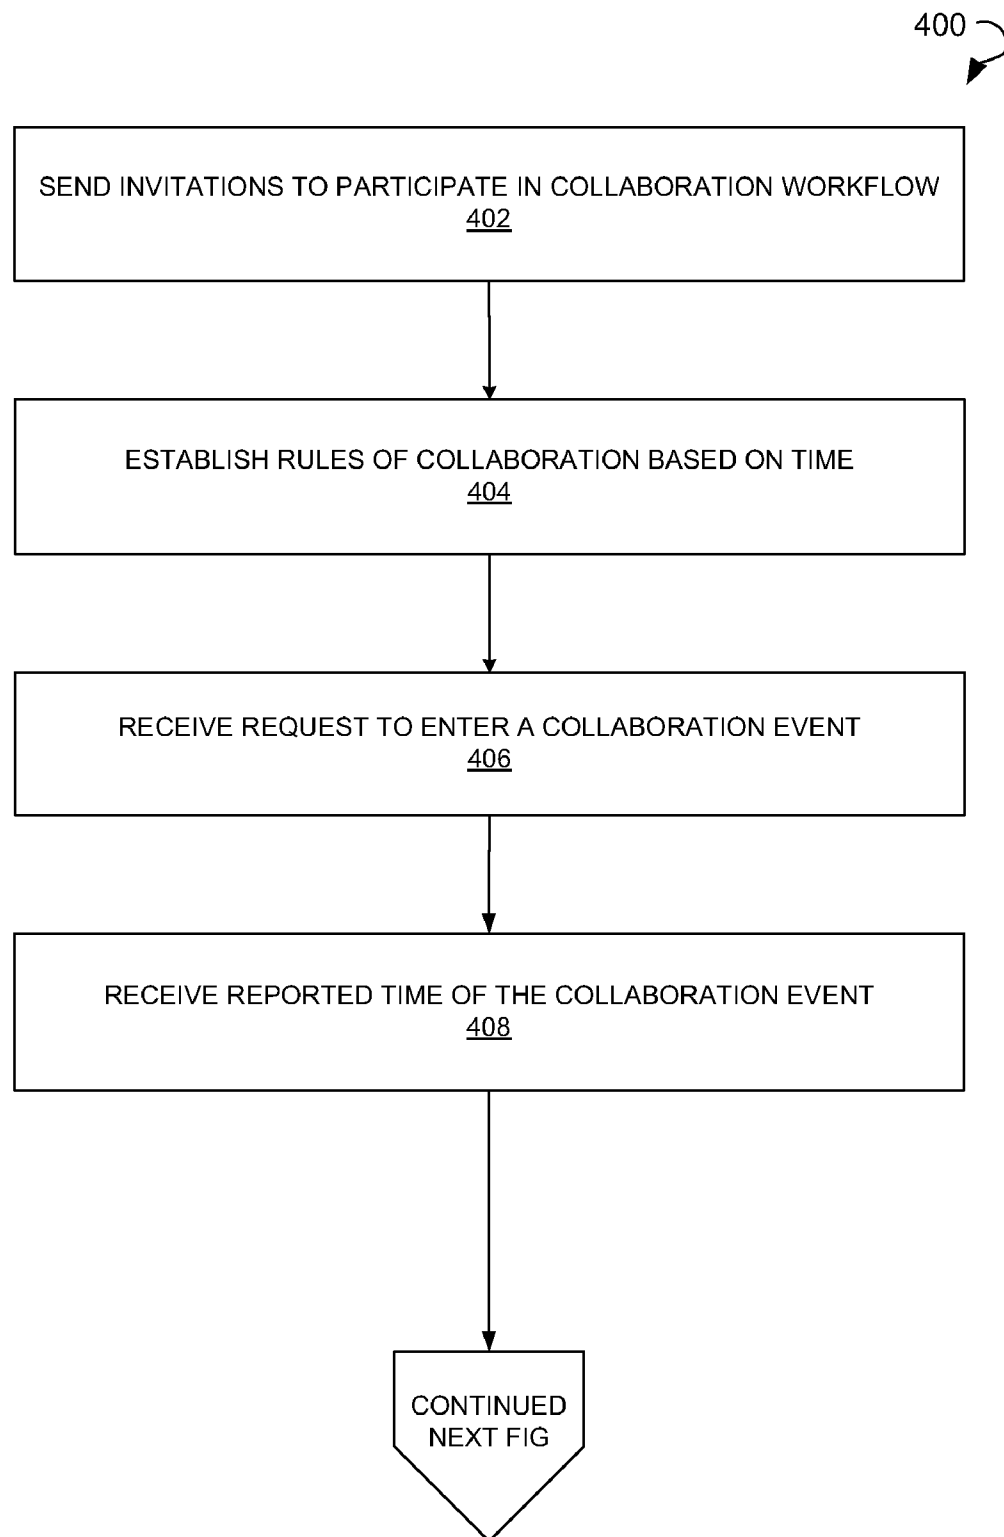 400
SEND INVITATIONS TO PARTICIPATE IN COLLABORATION WORKFLOW
402
ESTABLISH RULES OF COLLABORATION BASED ON TIME
404
RECEIVE REQUEST TO ENTER A COLLABORATION EVENT
406
RECEIVE REPORTED TIME OF THE COLLABORATION EVENT
408
CONTINUED
NEXT FIG